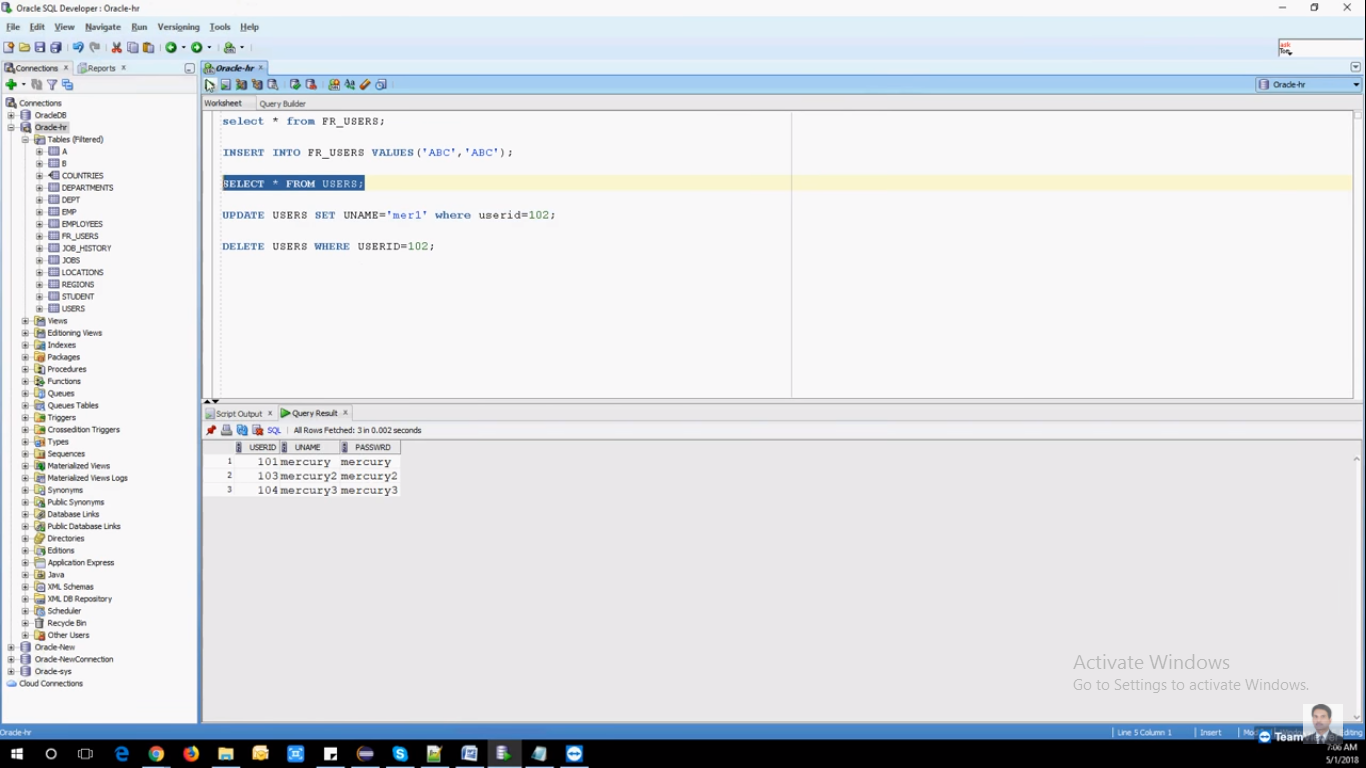 Oracle SQL Developer : Oracle-hr
File Edit View Navigate Run Versioning Tools Help
Connections Reports
Oracle-hr
Oracle-hr
Worksheet Query Builder
Connections
OracleDB
Oracle-hr
Tables (Filtered)
A
B
COUNTRIES
DEPARTMENTS
DEPT
EMP
EMPLOYEES
FR_USERS
JOB_HISTORY
JOBS
LOCATIONS
REGIONS
STUDENT
USERS
Views
Editioning Views
Indexes
Packages
Procedures
Functions
Queues
Queues Tables
Triggers
Crossedition Triggers
Types
Sequences
Materialized Views
Materialized Views Logs
Synonyms
Public Synonyms
Database Links
Public Database Links
Directories
Editions
Application Express
Java
XML Schemas
XML DB Repository
Scheduler
Recycle Bin
Other Users
Oracle-New
Oracle-NewConnection
Oracle-sys
Cloud Connections
select * from FR_USERS;
INSERT INTO FR_USERS VALUES('ABC','ABC');
SELECT * FROM USERS;
UPDATE USERS SET UNAME='mer1' where userid=102;
DELETE USERS WHERE USERID=102;
Script Output Query Result
SQL All Rows Fetched: 3 in 0.002 seconds
USERID UNAME PASSWRD
1 101 mercury mercury
2 103 mercury2 mercury2
3 104 mercury3 mercury3
Activate Windows
Go to Settings to activate Windows.
Oracle-hr
Line 5 Column 1 Insert
7:06 AM
5/1/2018